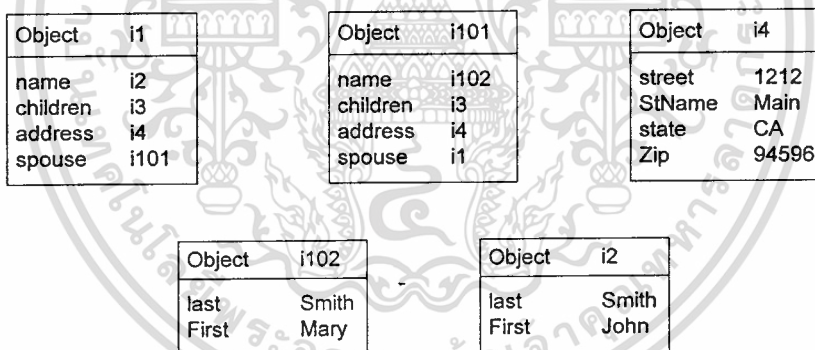 Object i1
name i2
children i3
address i4
spouse i101
Object i101
name i102
children i3
address i4
spouse i1
Object i4
street 1212
StName Main
state CA
Zip 94596
Object i102
last Smith
First Mary
Object i2
last Smith
First John